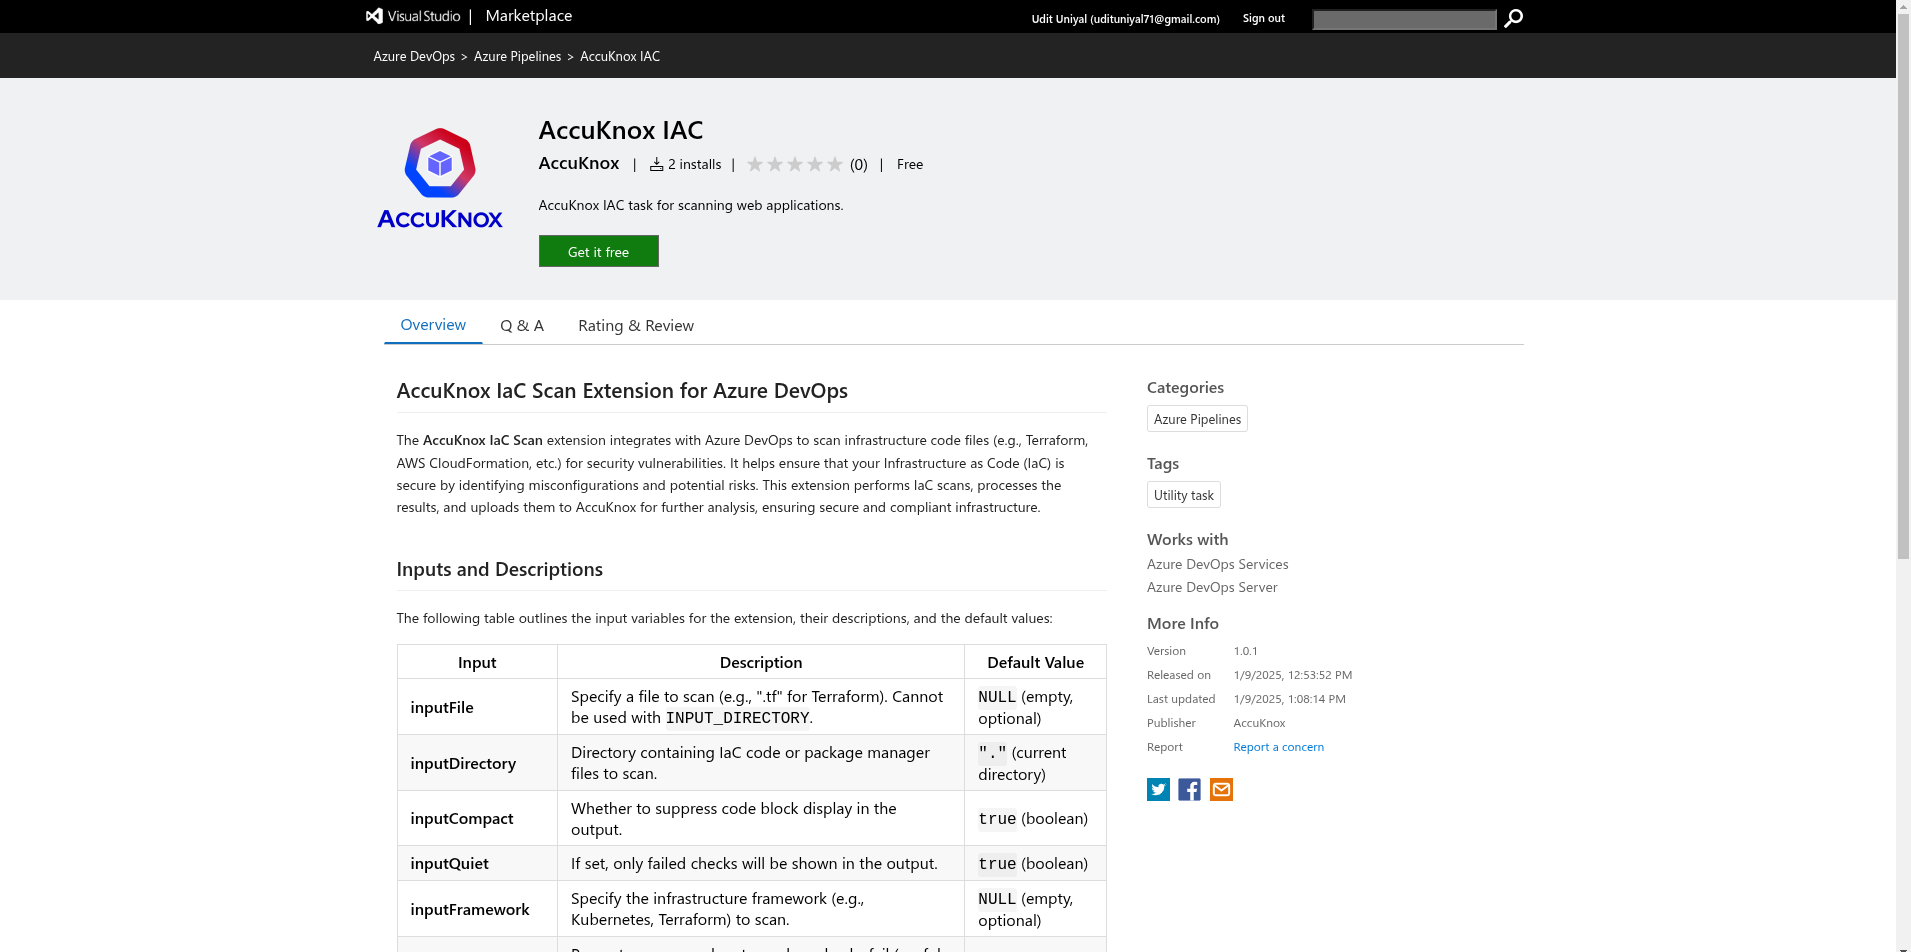 Visual Studio | Marketplace
Udit Uniyal (udituniyal71@gmail.com) Sign out
Azure DevOps > Azure Pipelines > AccuKnox IAC
ACCUKNOX
AccuKnox IAC
AccuKnox | 2 installs | (0) | Free
AccuKnox IAC task for scanning web applications.
Get it free
Overview Q & A Rating & Review
AccuKnox IaC Scan Extension for Azure DevOps
The AccuKnox IaC Scan extension integrates with Azure DevOps to scan infrastructure code files (e.g., Terraform,
AWS CloudFormation, etc.) for security vulnerabilities. It helps ensure that your Infrastructure as Code (IaC) is
secure by identifying misconfigurations and potential risks. This extension performs IaC scans, processes the
results, and uploads them to AccuKnox for further analysis, ensuring secure and compliant infrastructure.
Inputs and Descriptions
The following table outlines the input variables for the extension, their descriptions, and the default values:
Input Description Default Value
inputFile Specify a file to scan (e.g., ".tf" for Terraform). Cannot NULL (empty,
be used with INPUT_DIRECTORY. optional)
inputDirectory Directory containing IaC code or package manager "." (current
files to scan. directory)
inputCompact Whether to suppress code block display in the true (boolean)
output.
inputQuiet If set, only failed checks will be shown in the output. true (boolean)
inputFramework Specify the infrastructure framework (e.g., NULL (empty,
Kubernetes, Terraform) to scan. optional)
Categories
Azure Pipelines
Tags
Utility task
Works with
Azure DevOps Services
Azure DevOps Server
More Info
Version 1.0.1
Released on 1/9/2025, 12:53:52 PM
Last updated 1/9/2025, 1:08:14 PM
Publisher AccuKnox
Report Report a concern